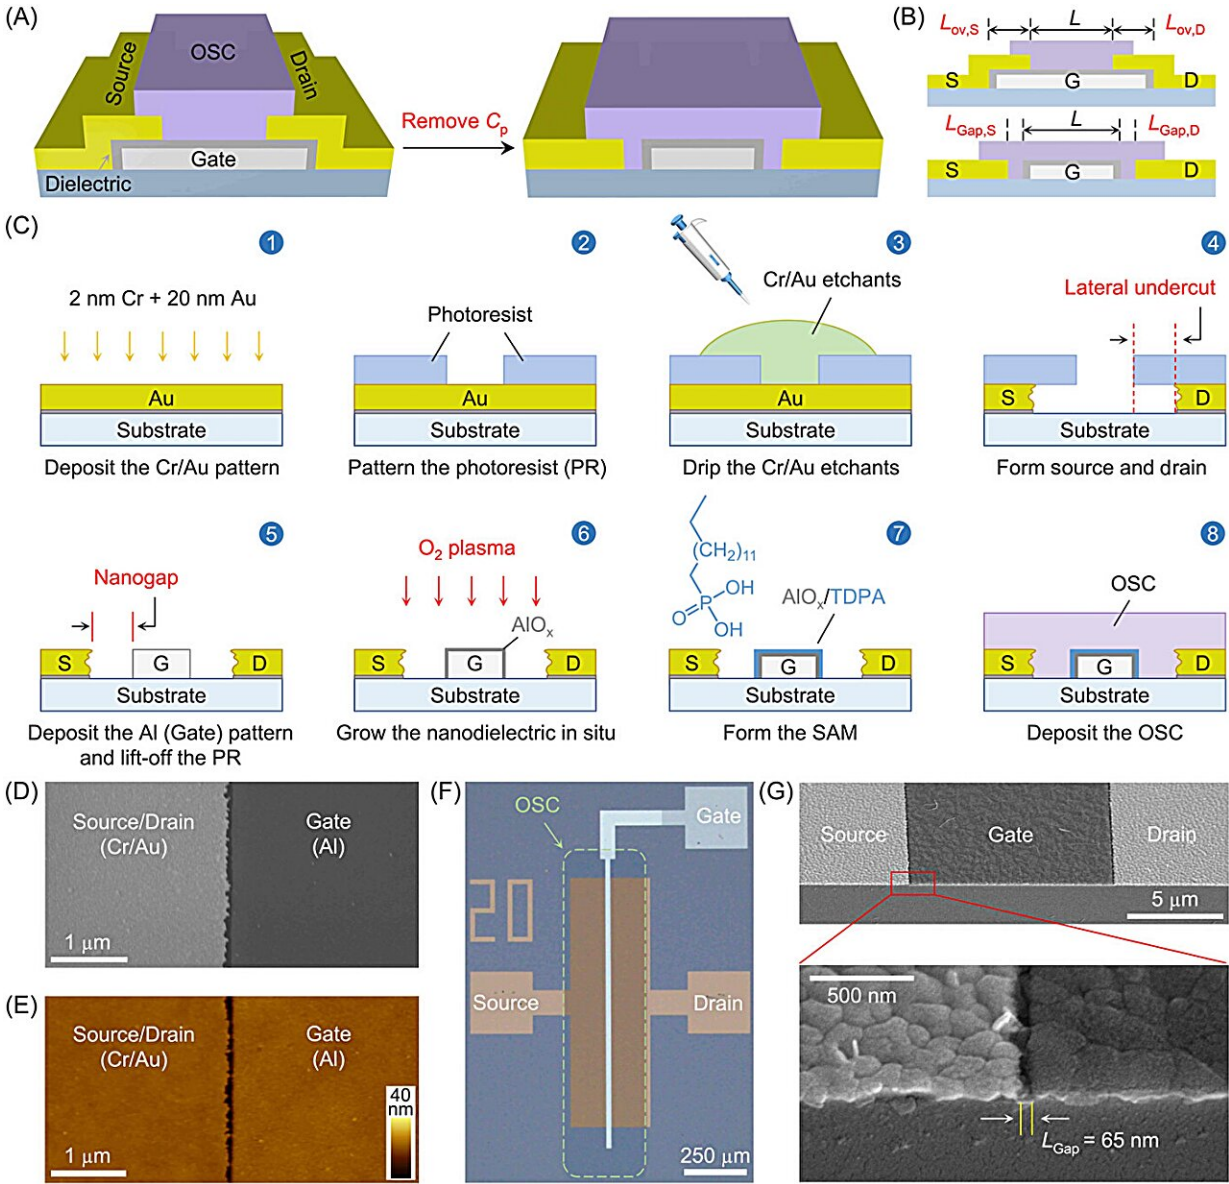 (A)
Source
OSC
Drain
Gate
Dielectric
Remove Cp
(B)
Lov,S
L
Lov,D
S
G
D
LGap,S
L
LGap,D
S
G
D
(C)
1
2 nm Cr + 20 nm Au
Au
Substrate
Deposit the Cr/Au pattern
2
Photoresist
Au
Substrate
Pattern the photoresist (PR)
3
Cr/Au etchants
Au
Substrate
Drip the Cr/Au etchants
4
Lateral undercut
S
D
Substrate
Form source and drain
5
Nanogap
S
G
D
Substrate
Deposit the Al (Gate) pattern
and lift-off the PR
6
O2 plasma
AlOx
S
G
D
Substrate
Grow the nanodielectric in situ
7
(CH2)11
OH
P
O
OH
AlOx/TDPA
S
G
D
Substrate
Form the SAM
8
OSC
S
G
D
Substrate
Deposit the OSC
(D)
Source/Drain
(Cr/Au)
Gate
(Al)
1 μm
(E)
Source/Drain
(Cr/Au)
Gate
(Al)
40
nm
1 μm
(F)
OSC
Gate
20
Source
Drain
250 μm
(G)
Source
Gate
Drain
5 μm
500 nm
LGap = 65 nm